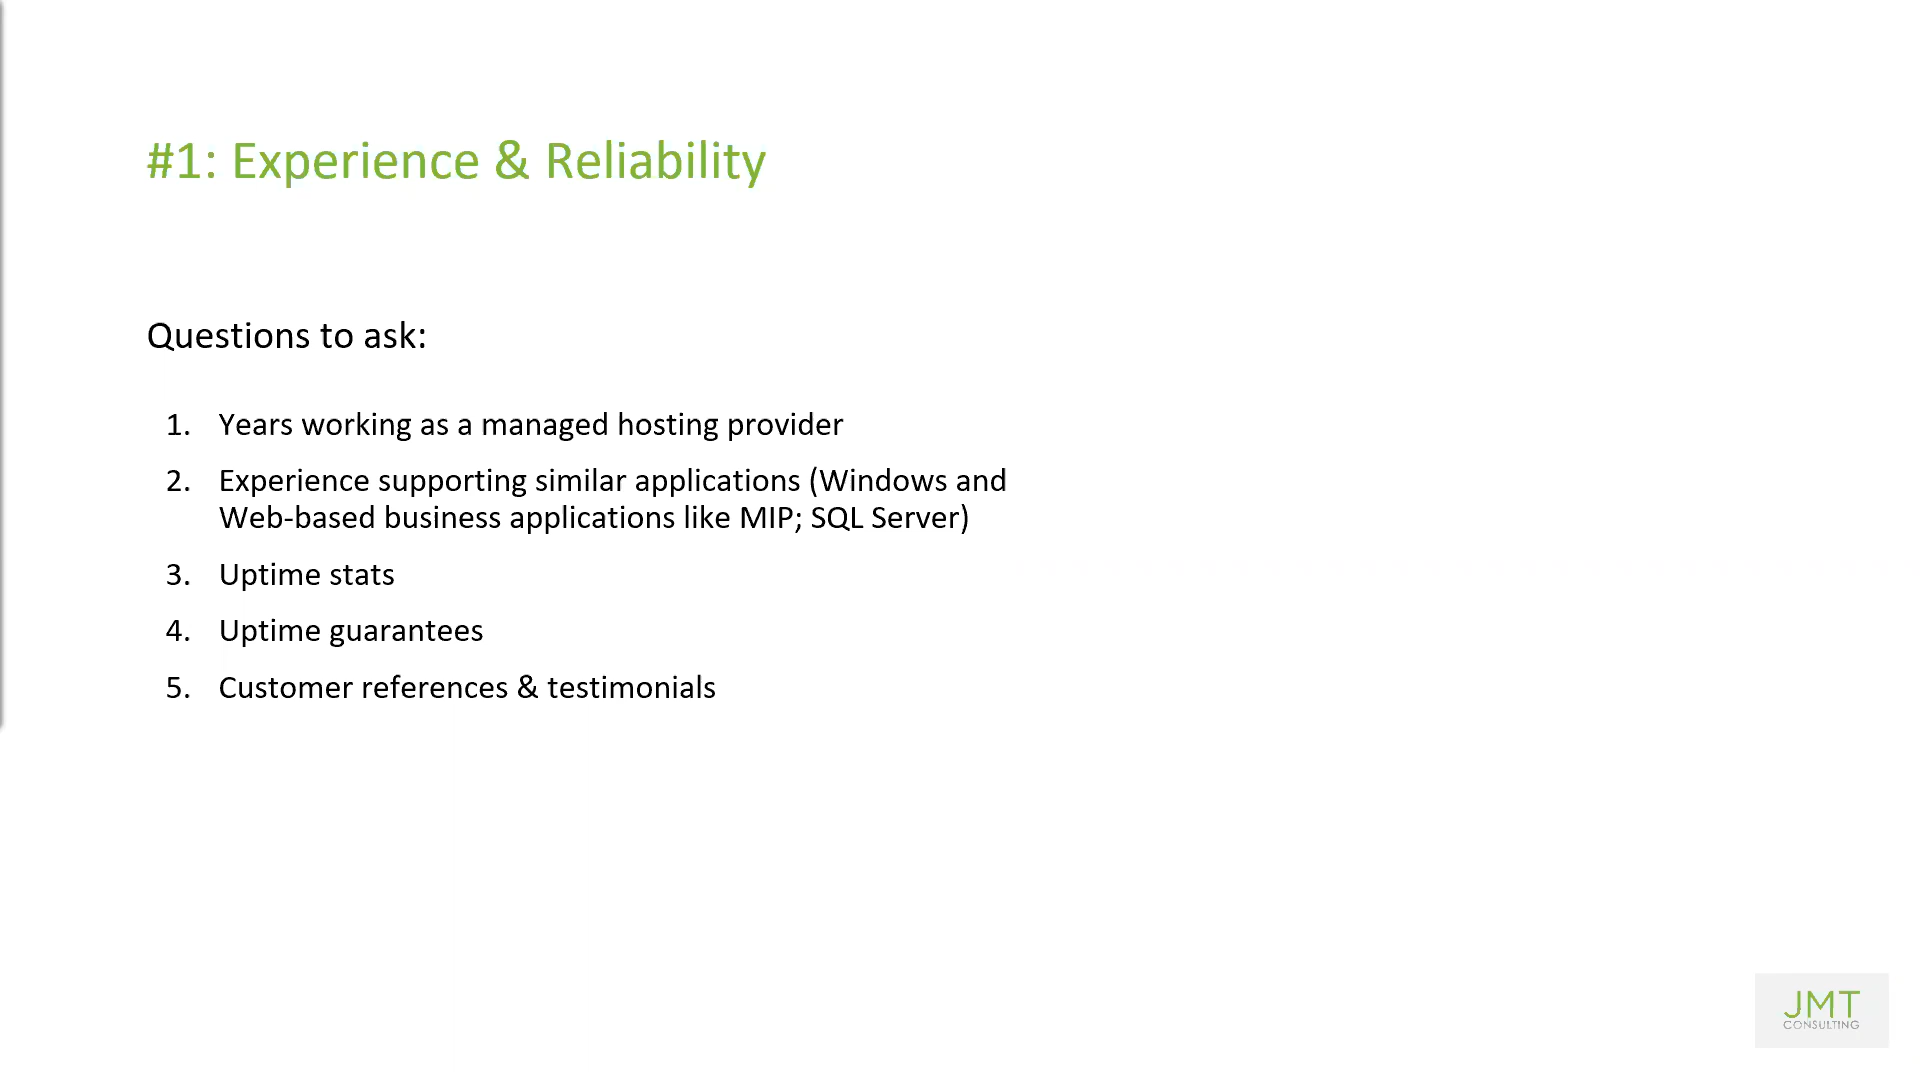 #1: Experience & Reliability
Questions to ask:
1. Years working as a managed hosting provider
2. Experience supporting similar applications (Windows and
Web-based business applications like MIP; SQL Server)
3. Uptime stats
4. Uptime guarantees
5. Customer references & testimonials
JMT
CONSULTING